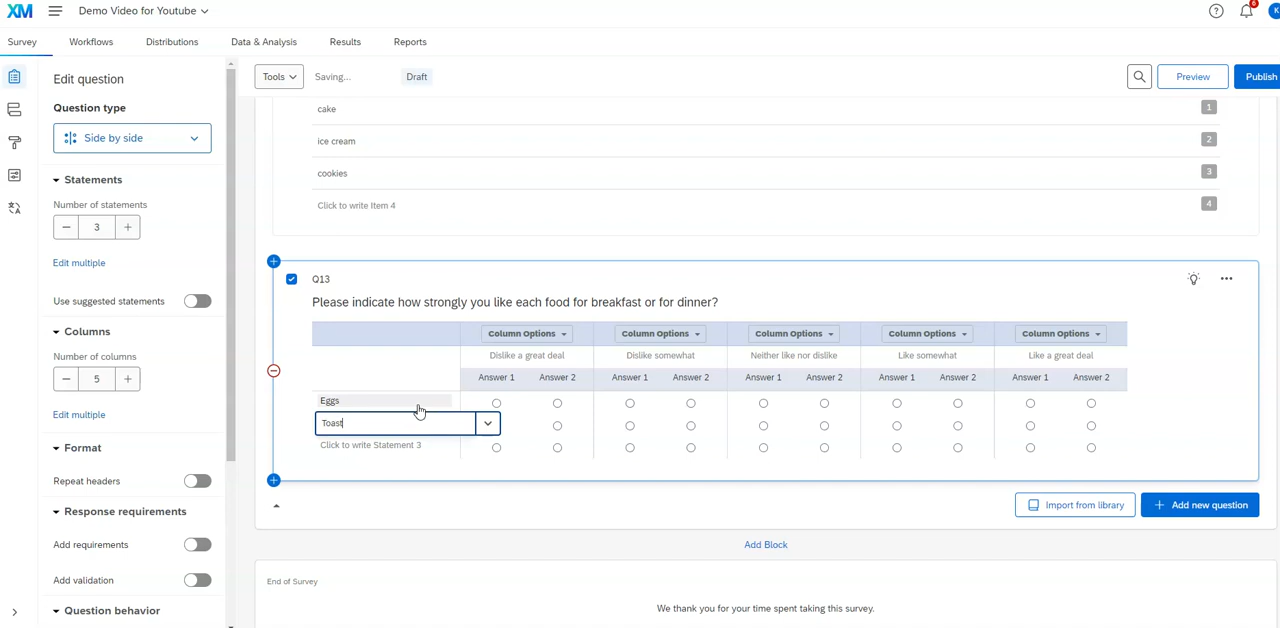 XM Demo Video for Youtube 6 K
Survey Workflows Distributions Data & Analysis Results Reports
Edit question
Question type
Side by side
Statements
Number of statements
3
Edit multiple
Use suggested statements
Columns
Number of columns
5
Edit multiple
Format
Repeat headers
Response requirements
Add requirements
Add validation
Question behavior
Tools Saving... Draft Preview Publish
cake 1
ice cream 2
cookies 3
Click to write Item 4 4
Q13
Please indicate how strongly you like each food for breakfast or for dinner?
Column Options Column Options Column Options Column Options Column Options
Dislike a great deal Dislike somewhat Neither like nor dislike Like somewhat Like a great deal
Answer 1 Answer 2 Answer 1 Answer 2 Answer 1 Answer 2 Answer 1 Answer 2 Answer 1 Answer 2
Eggs
Toast
Click to write Statement 3
Import from library Add new question
Add Block
End of Survey
We thank you for your time spent taking this survey.